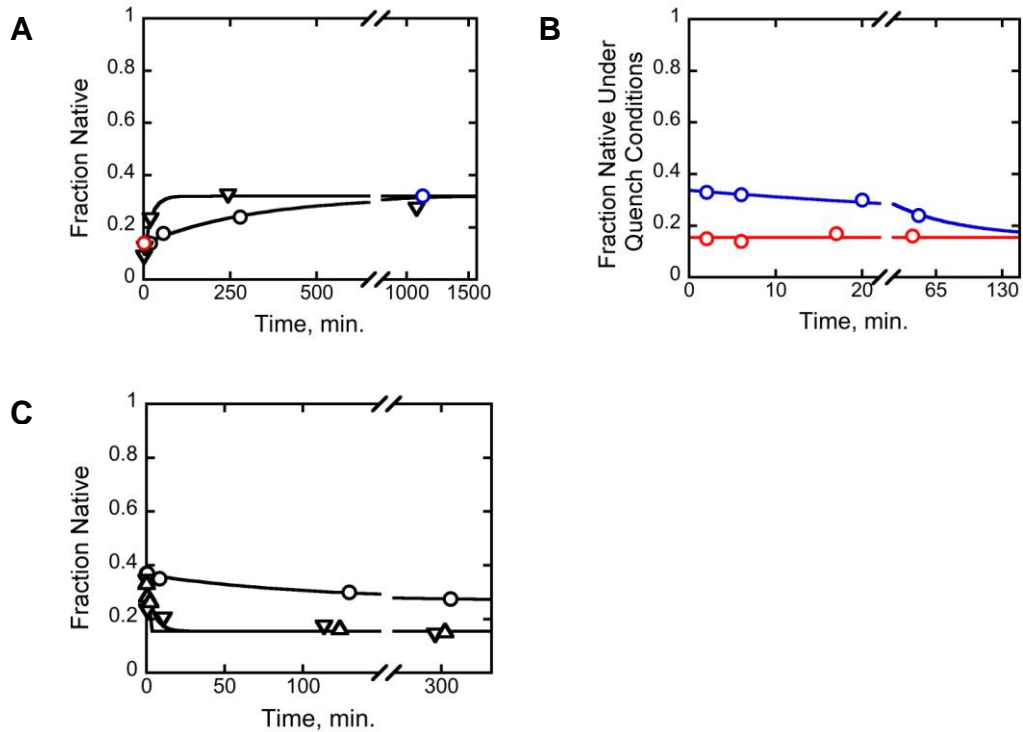 A
Fraction Native
1
0.8
0.6
0.4
0.2
0
0 250 500 1000 1500
Time, min.
B
Fraction Native Under
Quench Conditions
1
0.8
0.6
0.4
0.2
0
0 10 20 65 130
Time, min.
C
Fraction Native
1
0.8
0.6
0.4
0.2
0
0 50 100 300
Time, min.